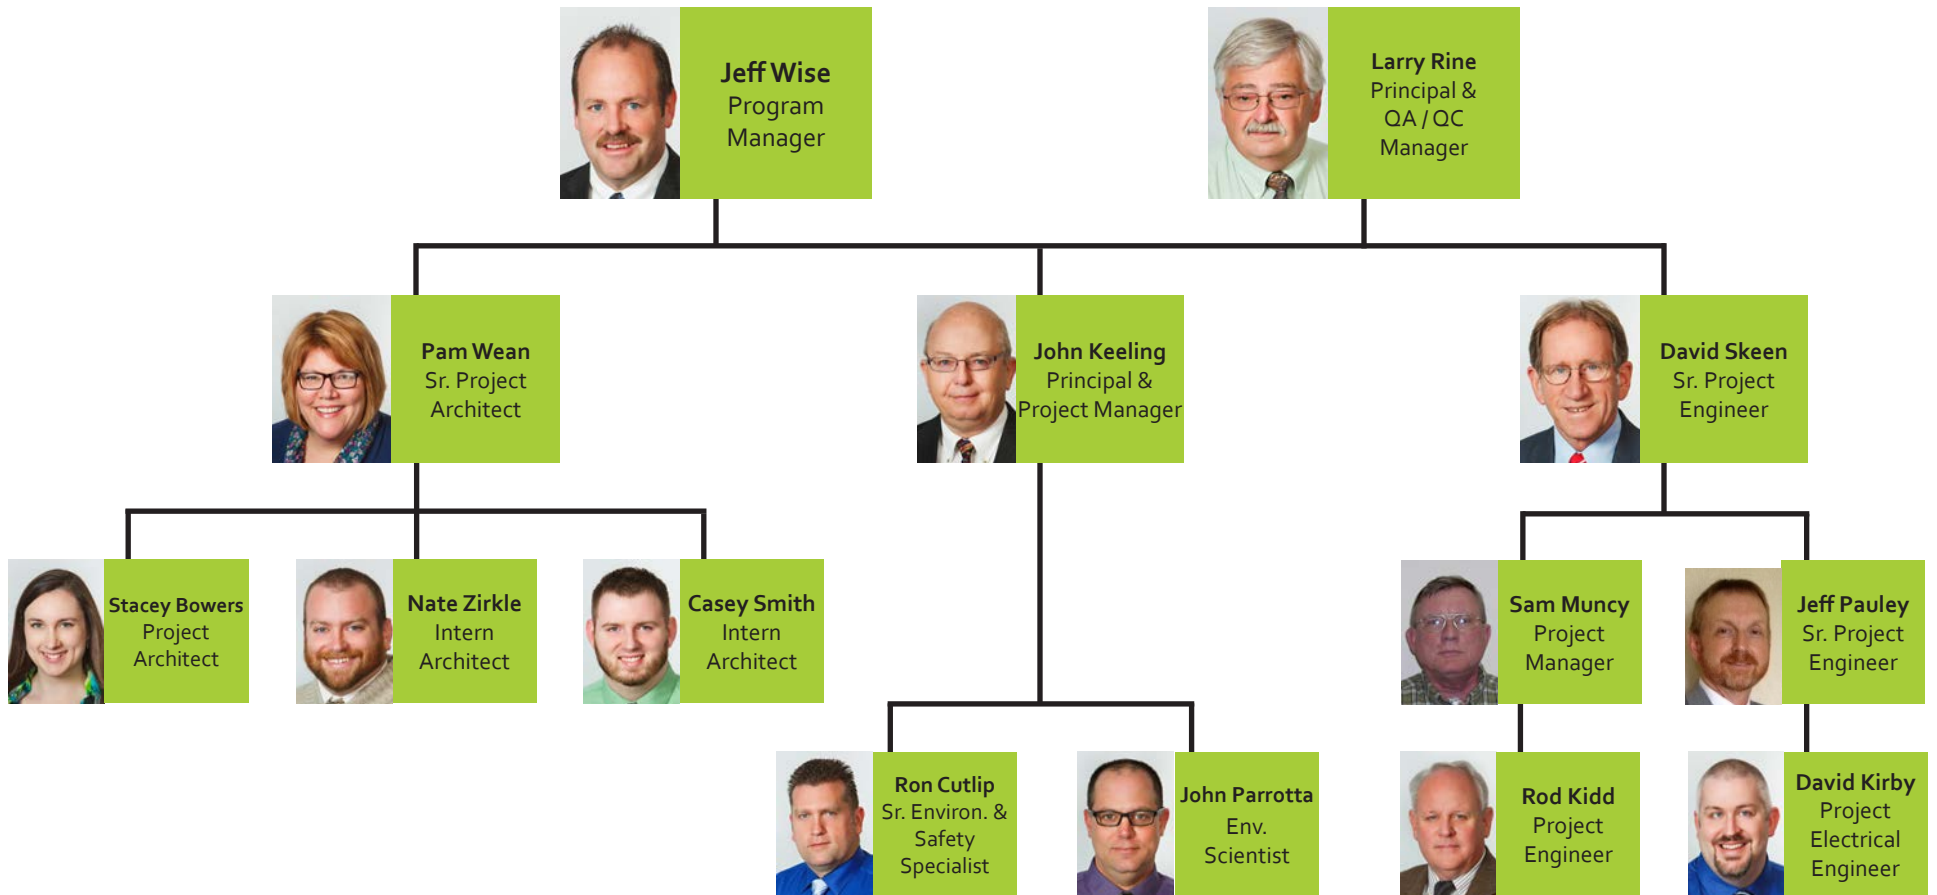 Jeff Wise
Program
Manager
Larry Rine
Principal &
QA / QC
Manager
Pam Wean
Sr. Project
Architect
John Keeling
Principal &
Project Manager
David Skeen
Sr. Project
Engineer
Stacey Bowers
Project
Architect
Nate Zirkle
Intern
Architect
Casey Smith
Intern
Architect
Sam Muncy
Project
Manager
Jeff Pauley
Sr. Project
Engineer
Ron Cutlip
Sr. Environ. &
Safety
Specialist
John Parrotta
Env.
Scientist
Rod Kidd
Project
Engineer
David Kirby
Project
Electrical
Engineer